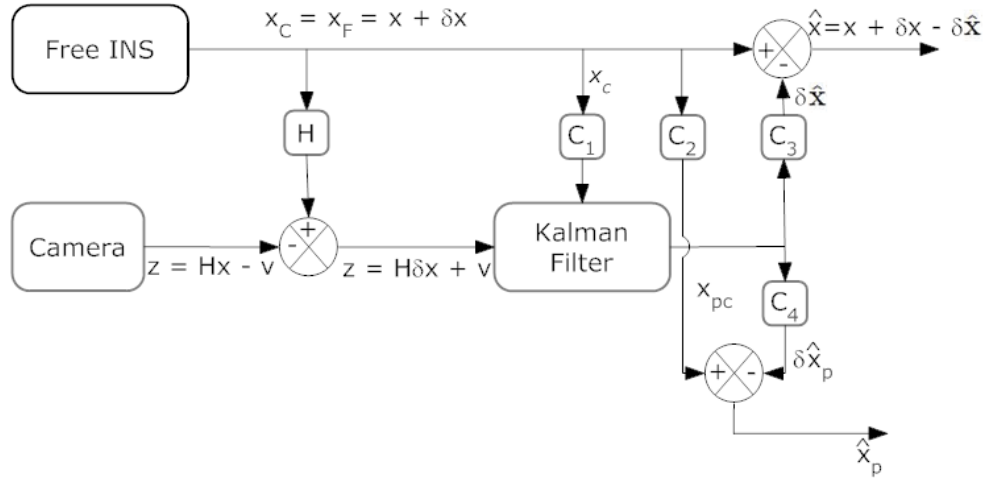 x_C = x_F = x + δx
x̂=x + δx - δx̂
Free INS
+
-
x_c
δx̂
H
C_1
C_2
C_3
+
-
Camera
Kalman
Filter
z = Hx - v
z = Hδx + v
x_pc
C_4
+
-
δx̂_p
x̂_p